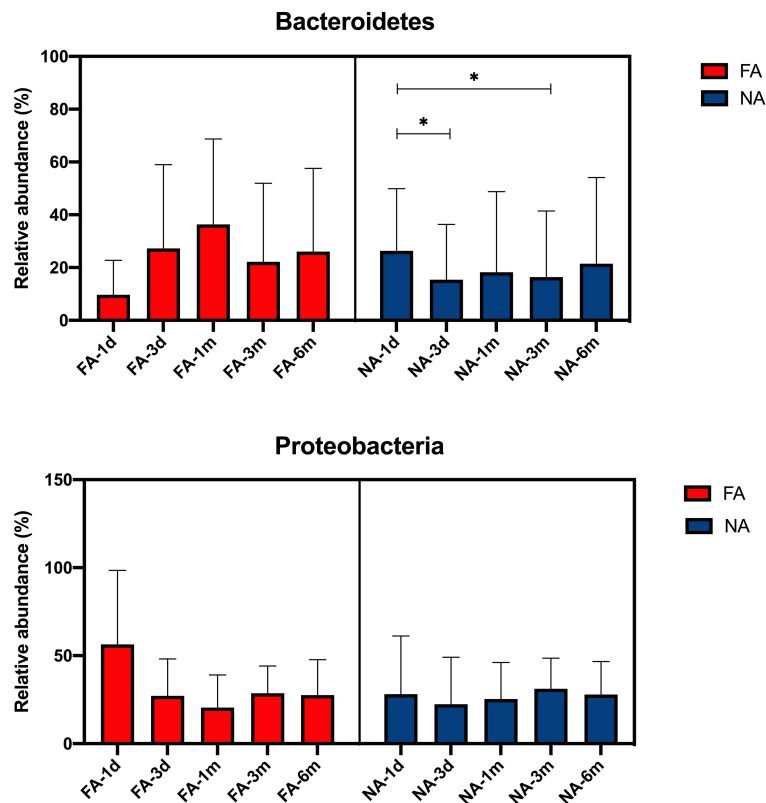 Bacteroidetes
Relative abundance (%)
100
80
60
40
20
0
*
*
FA-1d
FA-3d
FA-1m
FA-3m
FA-6m
NA-1d
NA-3d
NA-1m
NA-3m
NA-6m
FA
NA
Proteobacteria
Relative abundance (%)
150
100
50
0
FA-1d
FA-3d
FA-1m
FA-3m
FA-6m
NA-1d
NA-3d
NA-1m
NA-3m
NA-6m
FA
NA